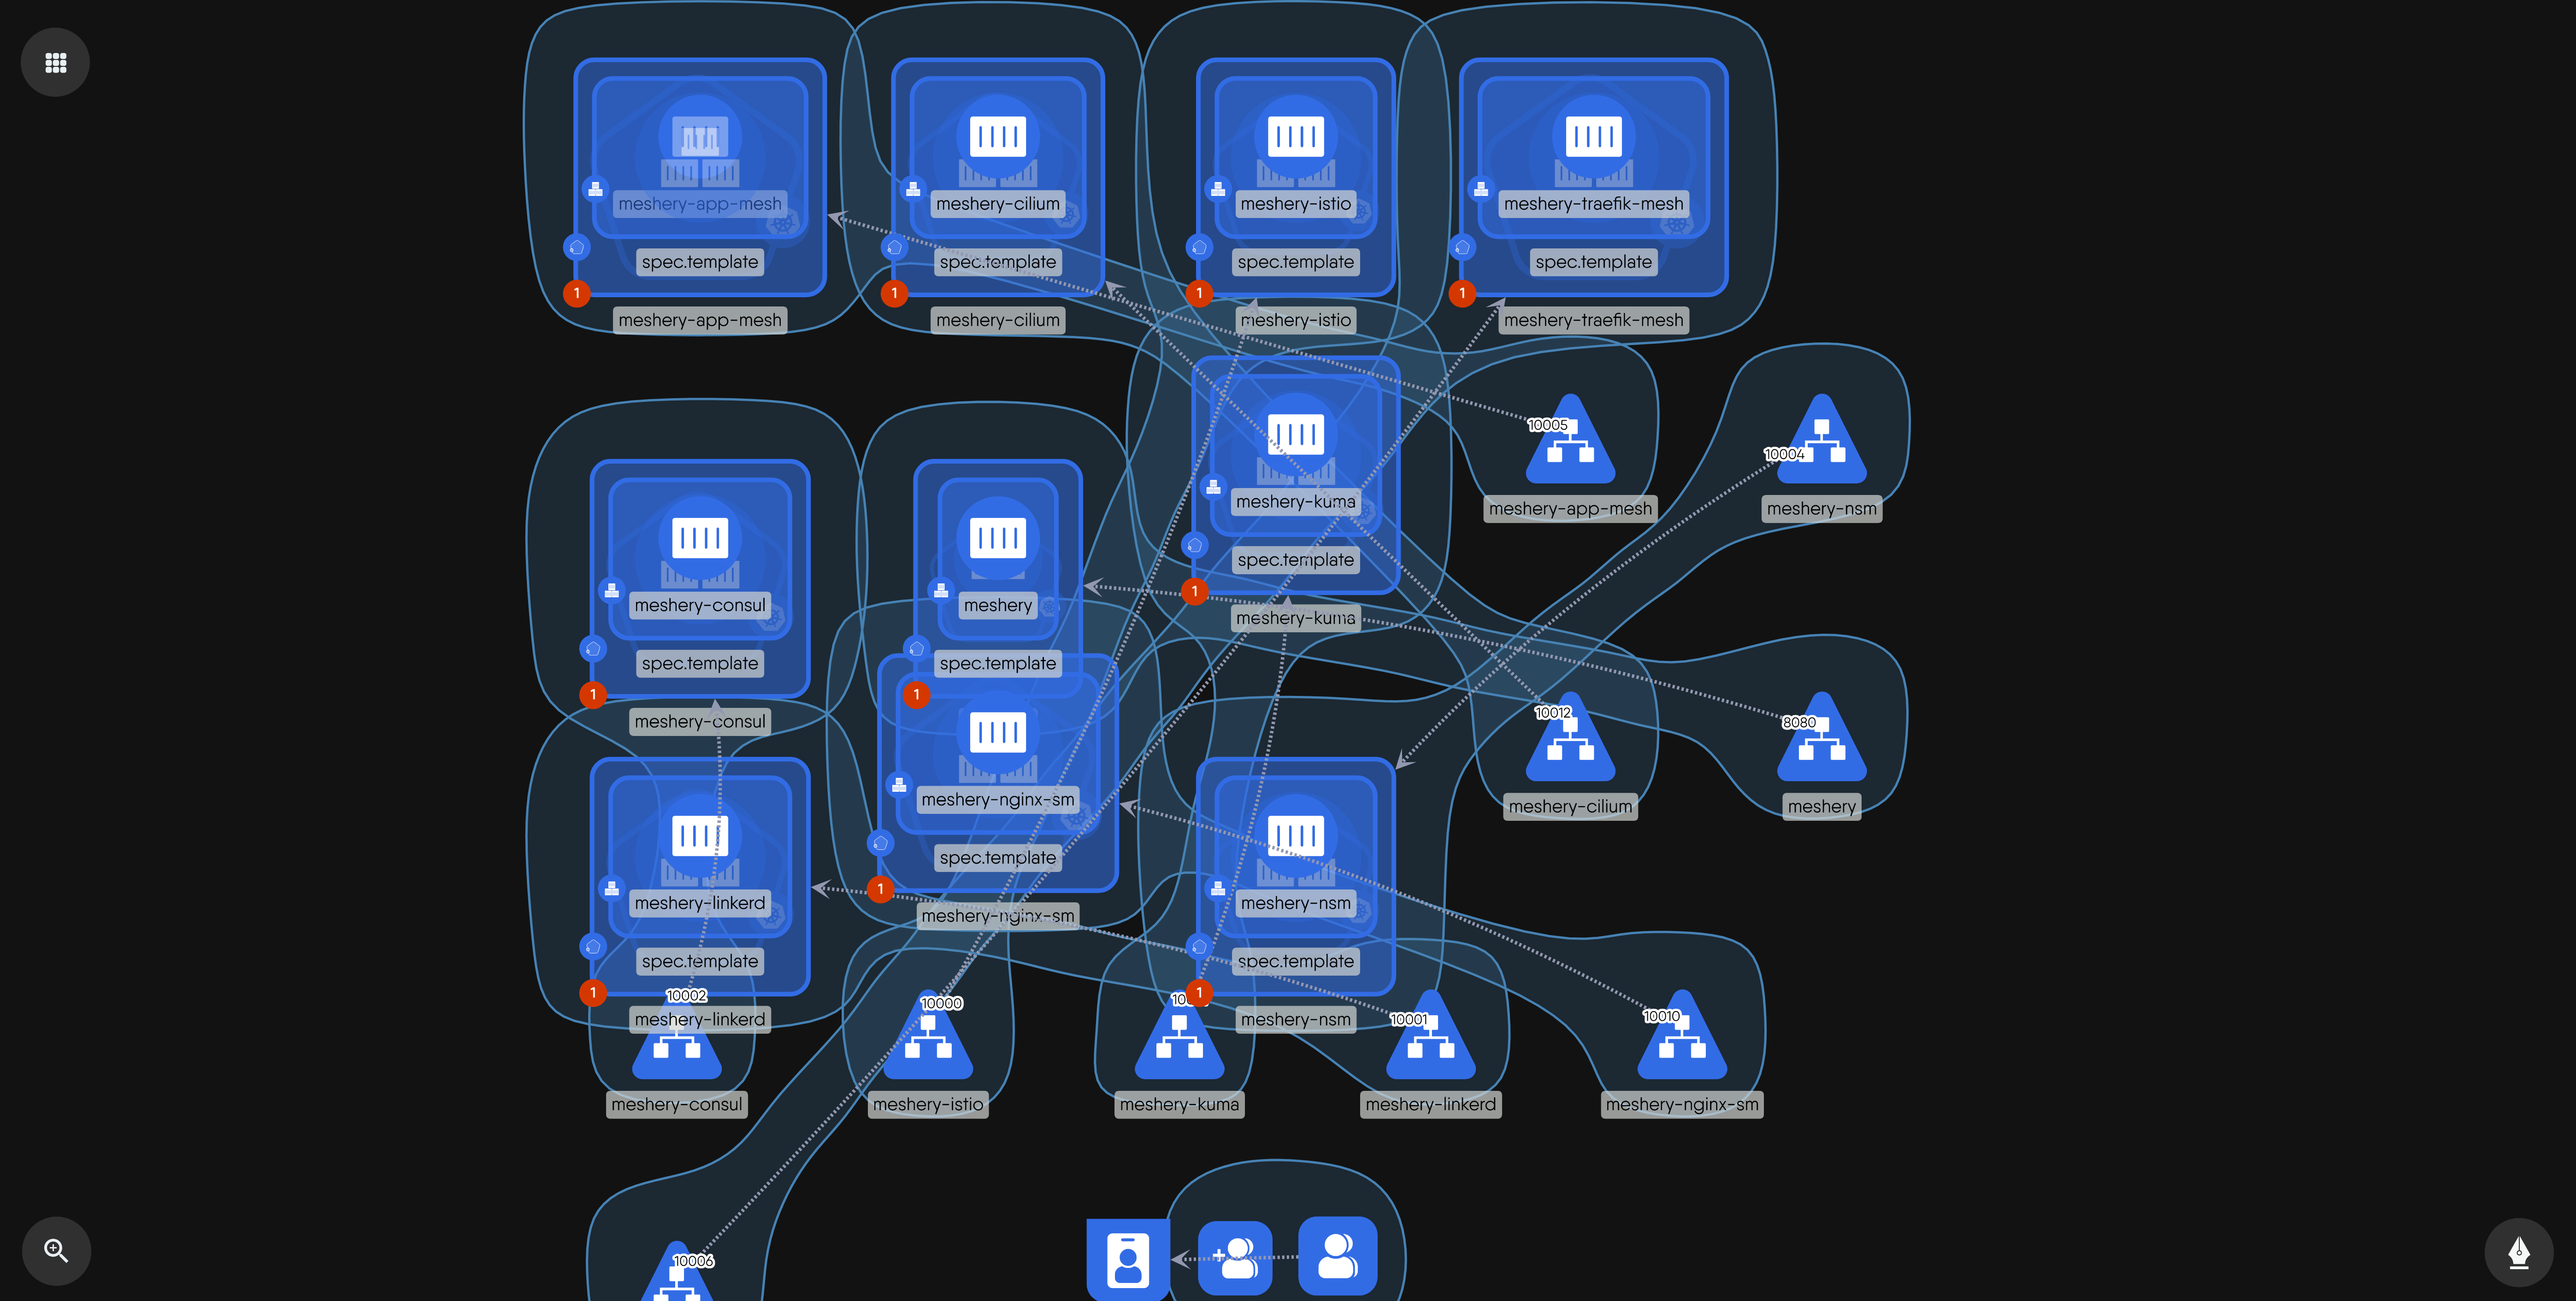 meshery-app-mesh
meshery-cilium
meshery-istio
meshery-traefik-mesh
spec.template
spec.template
spec.template
spec.template
1
1
1
1
meshery-app-mesh
meshery-cilium
meshery-istio
meshery-traefik-mesh
10005
10004
meshery-kuma
meshery-app-mesh
meshery-nsm
spec.template
1
meshery-consul
meshery
meshery-kuma
spec.template
spec.template
1
1
meshery-consul
10012
8080
meshery-nginx-sm
meshery-cilium
meshery
spec.template
1
meshery-linkerd
meshery-nginx-sm
meshery-nsm
spec.template
spec.template
1
1
10002
10000
meshery-linkerd
meshery-nsm
10001
10010
meshery-consul
meshery-istio
meshery-kuma
meshery-linkerd
meshery-nginx-sm
10006